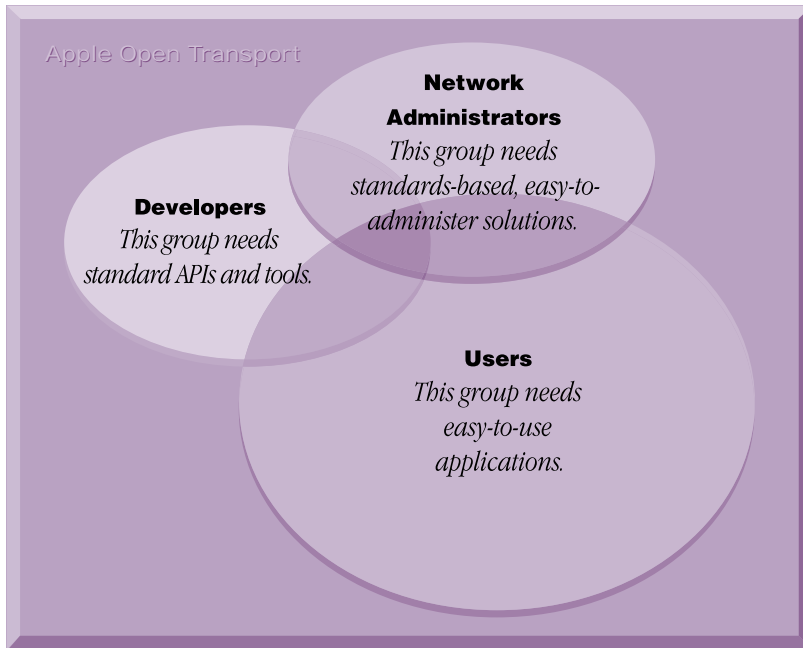 Apple Open Transport
Network
Administrators
This group needs
standards-based, easy-to-
administer solutions.
Developers
This group needs
standard APIs and tools.
Users
This group needs
easy-to-use
applications.